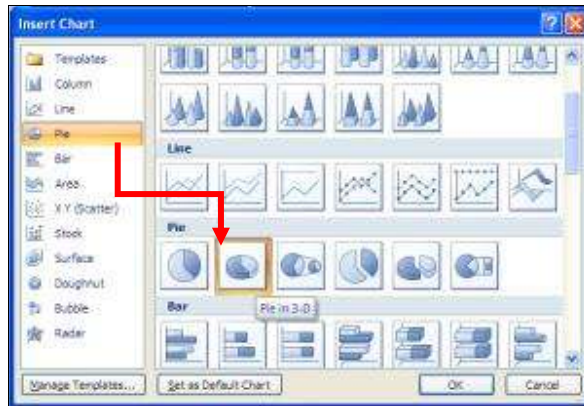 Insert Chart
Templates
Column
Line
Pie
Bar
Area
X Y (Scatter)
Stock
Surface
Doughnut
Bubble
Radar
Line
Pie
Pie in 3-D
Bar
Manage Templates...
Set as Default Chart
OK
Cancel